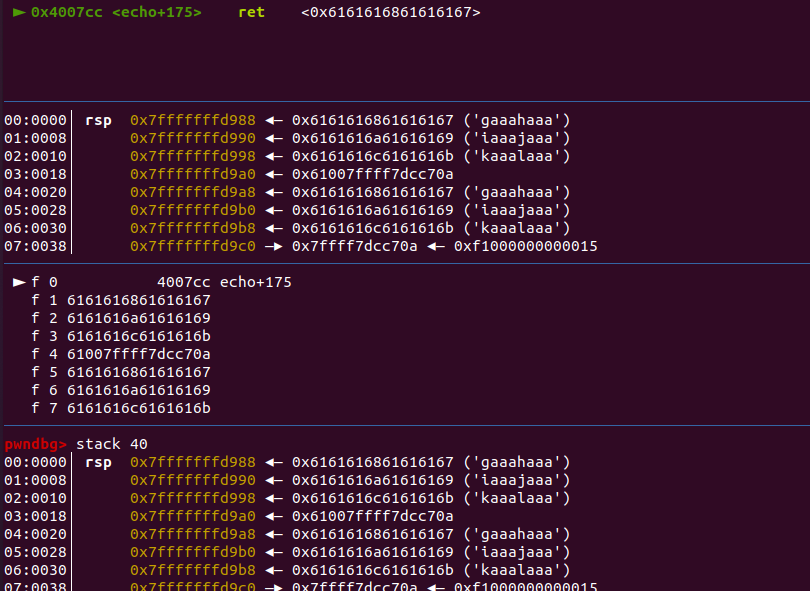 ► 0x4007cc <echo+175>    ret    <0x6161616861616167>
00:0000│ rsp  0x7fffffffd988 ◄— 0x6161616861616167 ('gaaahaaa')
01:0008│      0x7fffffffd990 ◄— 0x6161616a61616169 ('iaaajaaa')
02:0010│      0x7fffffffd998 ◄— 0x6161616c6161616b ('kaaalaaa')
03:0018│      0x7fffffffd9a0 ◄— 0x61007ffff7dcc70a
04:0020│      0x7fffffffd9a8 ◄— 0x6161616861616167 ('gaaahaaa')
05:0028│      0x7fffffffd9b0 ◄— 0x6161616a61616169 ('iaaajaaa')
06:0030│      0x7fffffffd9b8 ◄— 0x6161616c6161616b ('kaaalaaa')
07:0038│      0x7fffffffd9c0 —► 0x7ffff7dcc70a ◄— 0xf1000000000015
► f 0           4007cc echo+175
f 1 6161616861616167
f 2 6161616a61616169
f 3 6161616c6161616b
f 4 61007ffff7dcc70a
f 5 6161616861616167
f 6 6161616a61616169
f 7 6161616c6161616b
pwndbg> stack 40
00:0000│ rsp  0x7fffffffd988 ◄— 0x6161616861616167 ('gaaahaaa')
01:0008│      0x7fffffffd990 ◄— 0x6161616a61616169 ('iaaajaaa')
02:0010│      0x7fffffffd998 ◄— 0x6161616c6161616b ('kaaalaaa')
03:0018│      0x7fffffffd9a0 ◄— 0x61007ffff7dcc70a
04:0020│      0x7fffffffd9a8 ◄— 0x6161616861616167 ('gaaahaaa')
05:0028│      0x7fffffffd9b0 ◄— 0x6161616a61616169 ('iaaajaaa')
06:0030│      0x7fffffffd9b8 ◄— 0x6161616c6161616b ('kaaalaaa')
07:0038│      0x7fffffffd9c0 —► 0x7ffff7dcc70a ◄— 0xf1000000000015